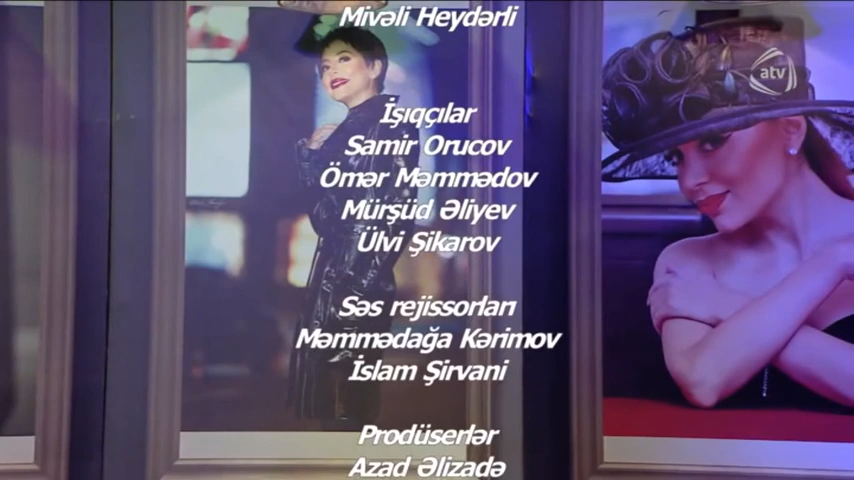 Mivəli Heydərli
İşıqçılar
Samir Orucov
Ömər Məmmədov
Mürşüd Əliyev
Ülvi Şikarov
Səs rejissorları
Məmmədağa Kərimov
İslam Şirvani
Prodüserlər
Azad Əlizadə
atv